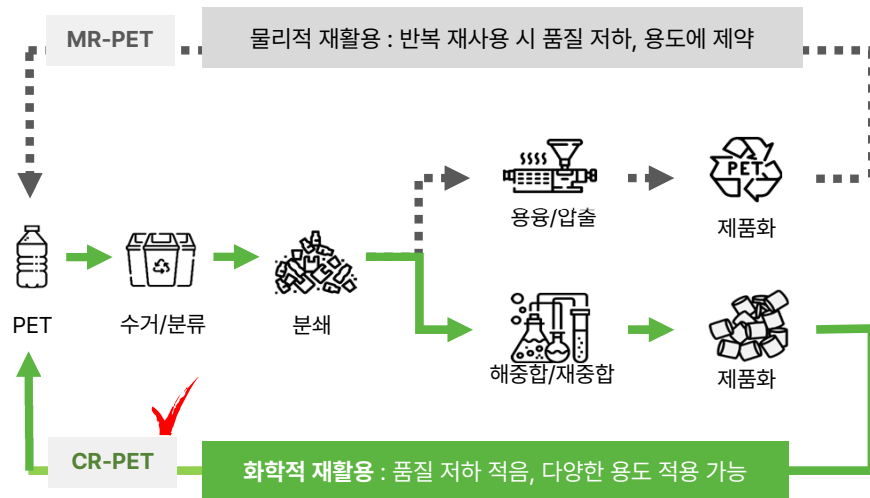 MR-PET
물리적 재활용 : 반복 재사용 시 품질 저하, 용도에 제약
PET
용융/압출
제품화
PET
수거/분류
분쇄
해중합/재중합
제품화
CR-PET
화학적 재활용 : 품질 저하 적음, 다양한 용도 적용 가능